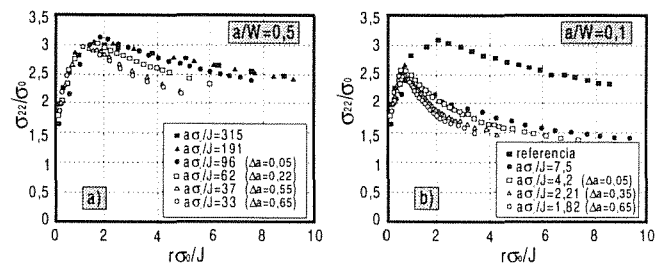 a/W=0,5
3,5
3
2,5
2
1,5
1
0,5
0
σ22/σ0
aσ/J=315
aσ/J=191
aσ/J=96 (Δa=0,05)
aσ/J=62 (Δa=0,22)
aσ/J=37 (Δa=0,55)
aσ/J=33 (Δa=0,65)
a)
0 2 4 6 8 10
rσ0/J
a/W=0,1
3,5
3
2,5
2
1,5
1
0,5
0
σ22/σ0
referencia
aσ/J=7,5
aσ/J=4,2 (Δa=0,05)
aσ/J=2,21 (Δa=0,35)
aσ/J=1,82 (Δa=0,65)
b)
0 2 4 6 8 10
rσ0/J